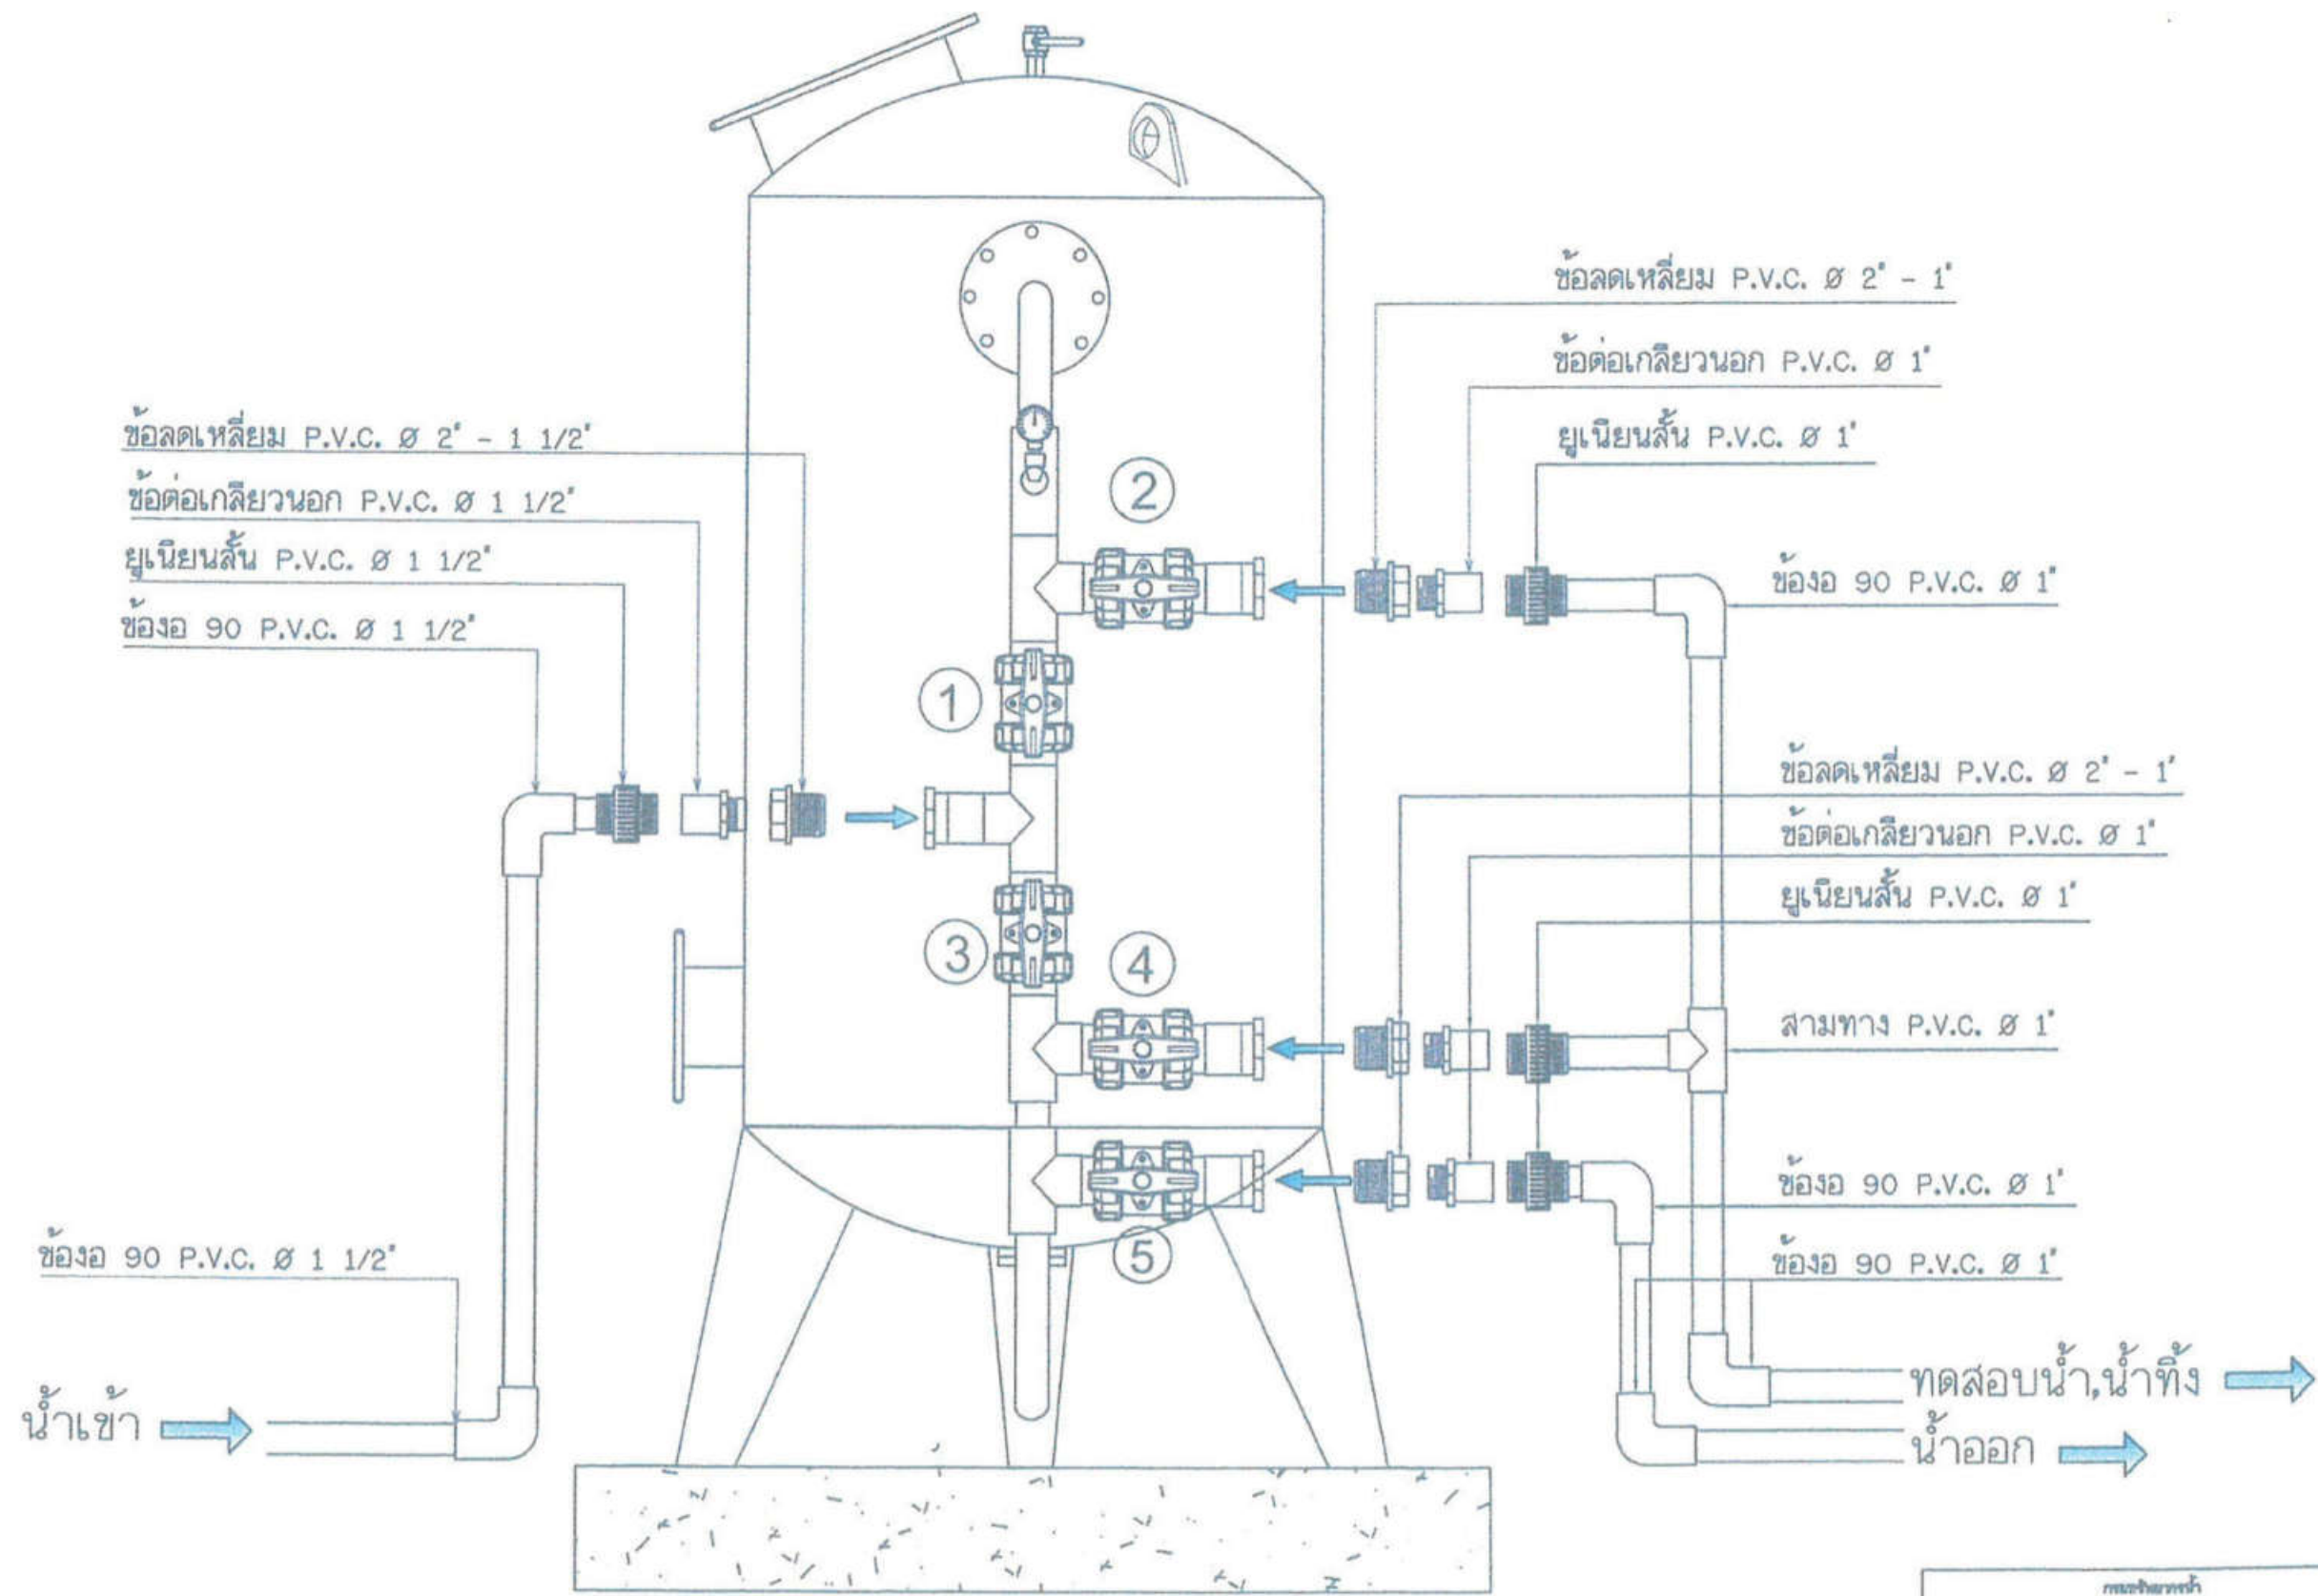 ข้อลดเหลี่ยม P.V.C. Ø 2" - 1"
ข้อต่อเกลียวนอก P.V.C. Ø 1"
ยูเนียนสั้น P.V.C. Ø 1"
ข้อลดเหลี่ยม P.V.C. Ø 2" - 1 1/2"
ข้อต่อเกลียวนอก P.V.C. Ø 1 1/2"
ยูเนียนสั้น P.V.C. Ø 1 1/2"
ข้องอ 90 P.V.C. Ø 1 1/2"
2
ข้องอ 90 P.V.C. Ø 1"
1
ข้อลดเหลี่ยม P.V.C. Ø 2" - 1"
ข้อต่อเกลียวนอก P.V.C. Ø 1"
ยูเนียนสั้น P.V.C. Ø 1"
3
4
สามทาง P.V.C. Ø 1"
ข้องอ 90 P.V.C. Ø 1"
5
ข้องอ 90 P.V.C. Ø 1 1/2"
ข้องอ 90 P.V.C. Ø 1"
น้ำเข้า
ทดสอบน้ำ,น้ำทิ้ง
น้ำออก